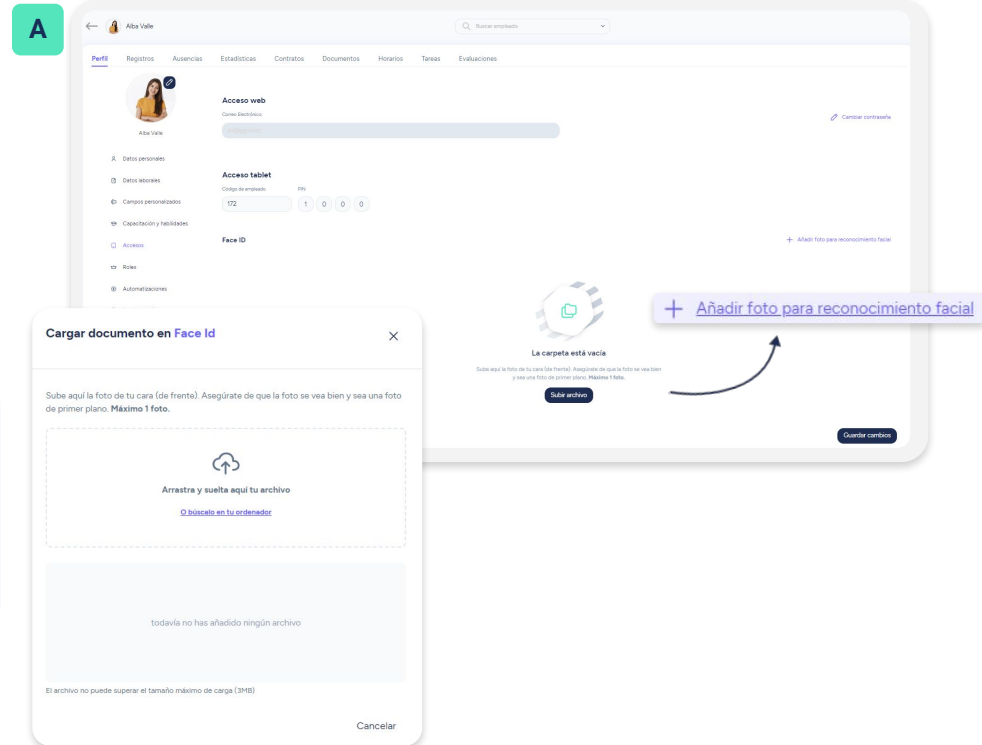 A
Alba Valle
Buscar empleado
Perfil Registros Ausencias Estadísticas Contratos Documentos Horarios Tareas Evaluaciones
Alba Valle
Datos personales
Datos laborales
Campos personalizados
Capacitación y habilidades
Accesos
Roles
Automatizaciones
Acceso web
Correo Electrónico
Cambiar contraseña
Acceso tablet
Código de empleado PIN
172 1 0 0 0
Face ID
+ Añadir foto para reconocimiento facial
+ Añadir foto para reconocimiento facial
La carpeta está vacía
Sube aquí la foto de tu cara (de frente). Asegúrate de que la foto se vea bien
y sea una foto de primer plano. Máximo 1 foto.
Subir archivo
Guardar cambios
Cargar documento en Face Id
Sube aquí la foto de tu cara (de frente). Asegúrate de que la foto se vea bien y sea una foto
de primer plano. Máximo 1 foto.
Arrastra y suelta aquí tu archivo
O búscalo en tu ordenador
todavía no has añadido ningún archivo
El archivo no puede superar el tamaño máximo de carga (3MB)
Cancelar